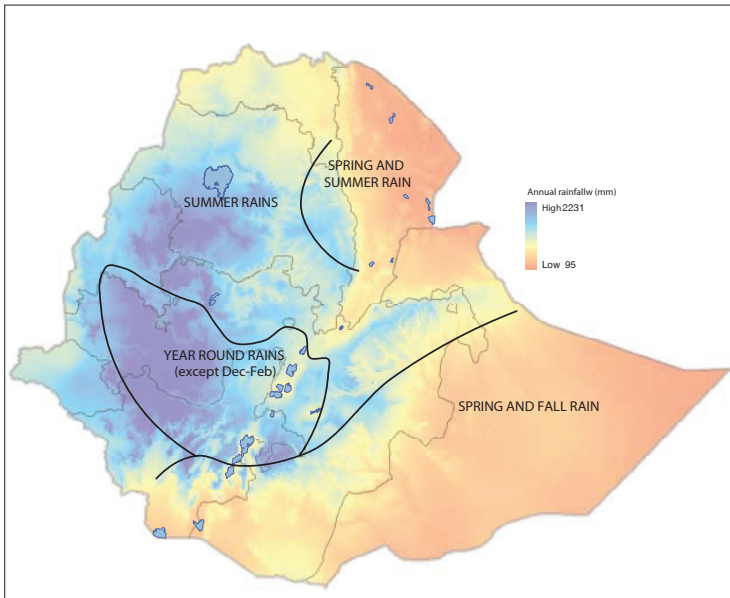 SPRING AND
SUMMER RAIN
SUMMER RAINS
Annual rainfallw (mm)
High 2231
Low 95
YEAR ROUND RAINS
(except Dec-Feb)
SPRING AND FALL RAIN